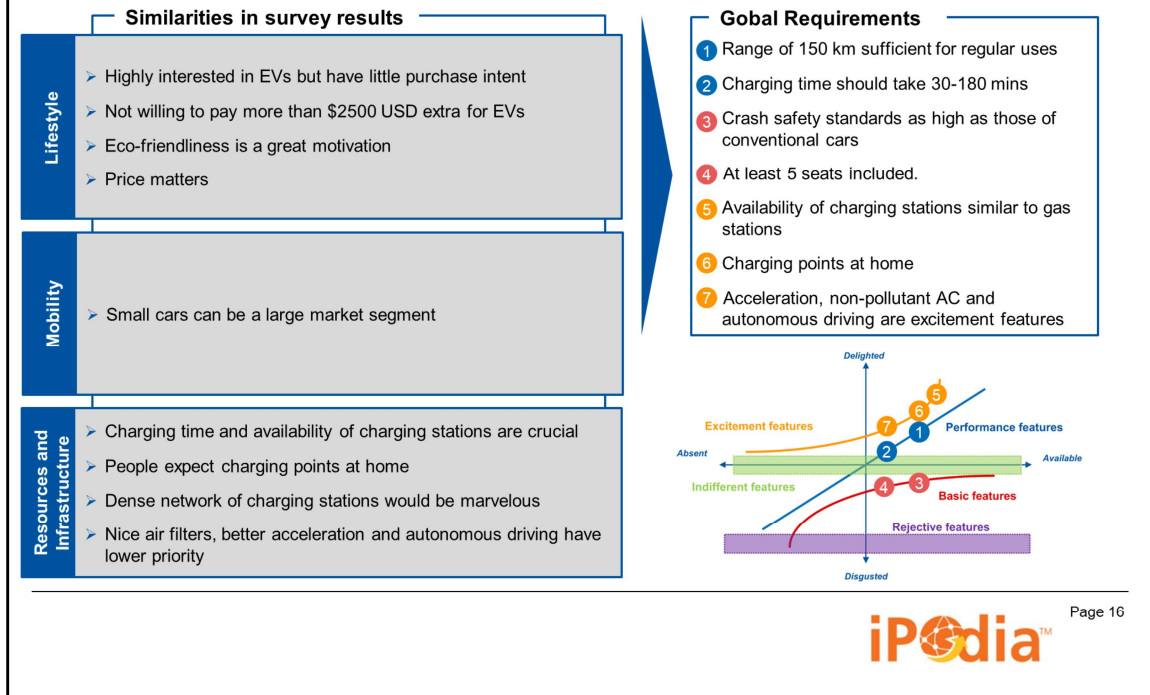 Similarities in survey results
Lifestyle
Highly interested in EVs but have little purchase intent
Not willing to pay more than $2500 USD extra for EVs
Eco-friendliness is a great motivation
Price matters
Mobility
Small cars can be a large market segment
Resources and
Infrastructure
Charging time and availability of charging stations are crucial
People expect charging points at home
Dense network of charging stations would be marvelous
Nice air filters, better acceleration and autonomous driving have
lower priority
Gobal Requirements
1 Range of 150 km sufficient for regular uses
2 Charging time should take 30-180 mins
3 Crash safety standards as high as those of
conventional cars
4 At least 5 seats included.
5 Availability of charging stations similar to gas
stations
6 Charging points at home
7 Acceleration, non-pollutant AC and
autonomous driving are excitement features
Delighted
5
6
7
1
2
Excitement features
Performance features
Absent
Available
Indifferent features
4
3
Basic features
Rejective features
Disgusted
Page 16
iPodia™